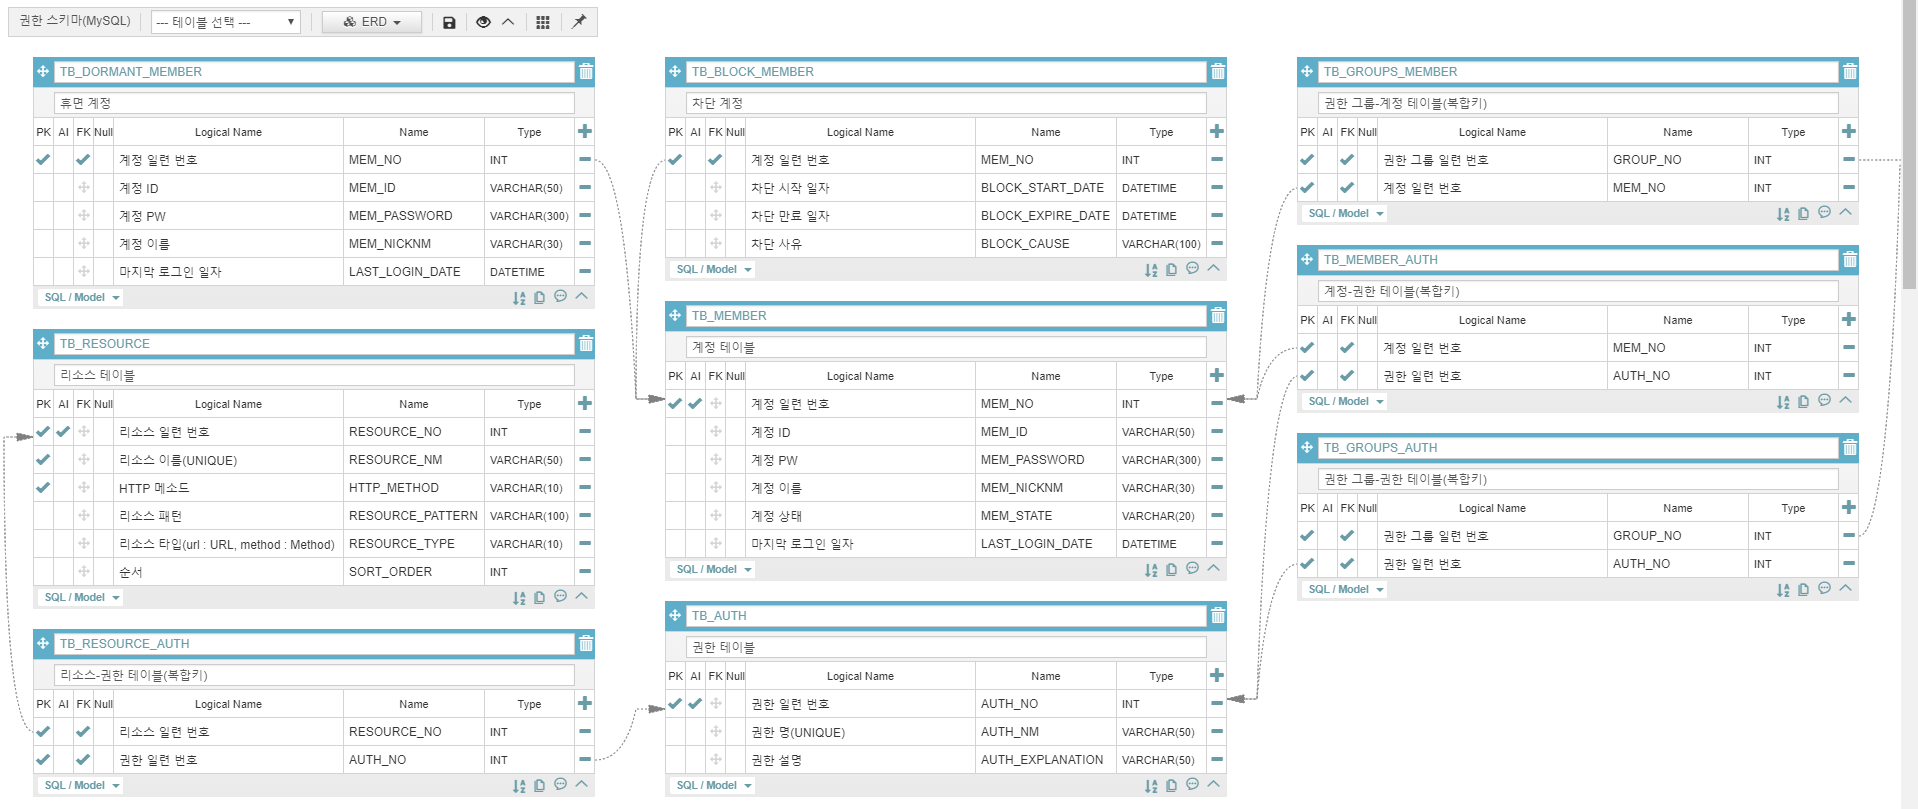 권한 스키마(MySQL) --- 테이블 선택 --- ERD
TB_DORMANT_MEMBER
휴면 계정
PK AI FK Null Logical Name Name Type
계정 일련 번호 MEM_NO INT
계정 ID MEM_ID VARCHAR(50)
계정 PW MEM_PASSWORD VARCHAR(300)
계정 이름 MEM_NICKNM VARCHAR(30)
마지막 로그인 일자 LAST_LOGIN_DATE DATETIME
SQL / Model
TB_RESOURCE
리소스 테이블
PK AI FK Null Logical Name Name Type
리소스 일련 번호 RESOURCE_NO INT
리소스 이름(UNIQUE) RESOURCE_NM VARCHAR(50)
HTTP 메소드 HTTP_METHOD VARCHAR(10)
리소스 패턴 RESOURCE_PATTERN VARCHAR(100)
리소스 타입(url : URL, method : Method) RESOURCE_TYPE VARCHAR(10)
순서 SORT_ORDER INT
SQL / Model
TB_RESOURCE_AUTH
리소스-권한 테이블(복합키)
PK AI FK Null Logical Name Name Type
리소스 일련 번호 RESOURCE_NO INT
권한 일련 번호 AUTH_NO INT
SQL / Model
TB_BLOCK_MEMBER
차단 계정
PK AI FK Null Logical Name Name Type
계정 일련 번호 MEM_NO INT
차단 시작 일자 BLOCK_START_DATE DATETIME
차단 만료 일자 BLOCK_EXPIRE_DATE DATETIME
차단 사유 BLOCK_CAUSE VARCHAR(100)
SQL / Model
TB_MEMBER
계정 테이블
PK AI FK Null Logical Name Name Type
계정 일련 번호 MEM_NO INT
계정 ID MEM_ID VARCHAR(50)
계정 PW MEM_PASSWORD VARCHAR(300)
계정 이름 MEM_NICKNM VARCHAR(30)
계정 상태 MEM_STATE VARCHAR(20)
마지막 로그인 일자 LAST_LOGIN_DATE DATETIME
SQL / Model
TB_AUTH
권한 테이블
PK AI FK Null Logical Name Name Type
권한 일련 번호 AUTH_NO INT
권한 명(UNIQUE) AUTH_NM VARCHAR(50)
권한 설명 AUTH_EXPLANATION VARCHAR(50)
SQL / Model
TB_GROUPS_MEMBER
권한 그룹-계정 테이블(복합키)
PK AI FK Null Logical Name Name Type
권한 그룹 일련 번호 GROUP_NO INT
계정 일련 번호 MEM_NO INT
SQL / Model
TB_MEMBER_AUTH
계정-권한 테이블(복합키)
PK AI FK Null Logical Name Name Type
계정 일련 번호 MEM_NO INT
권한 일련 번호 AUTH_NO INT
SQL / Model
TB_GROUPS_AUTH
권한 그룹-권한 테이블(복합키)
PK AI FK Null Logical Name Name Type
권한 그룹 일련 번호 GROUP_NO INT
권한 일련 번호 AUTH_NO INT
SQL / Model